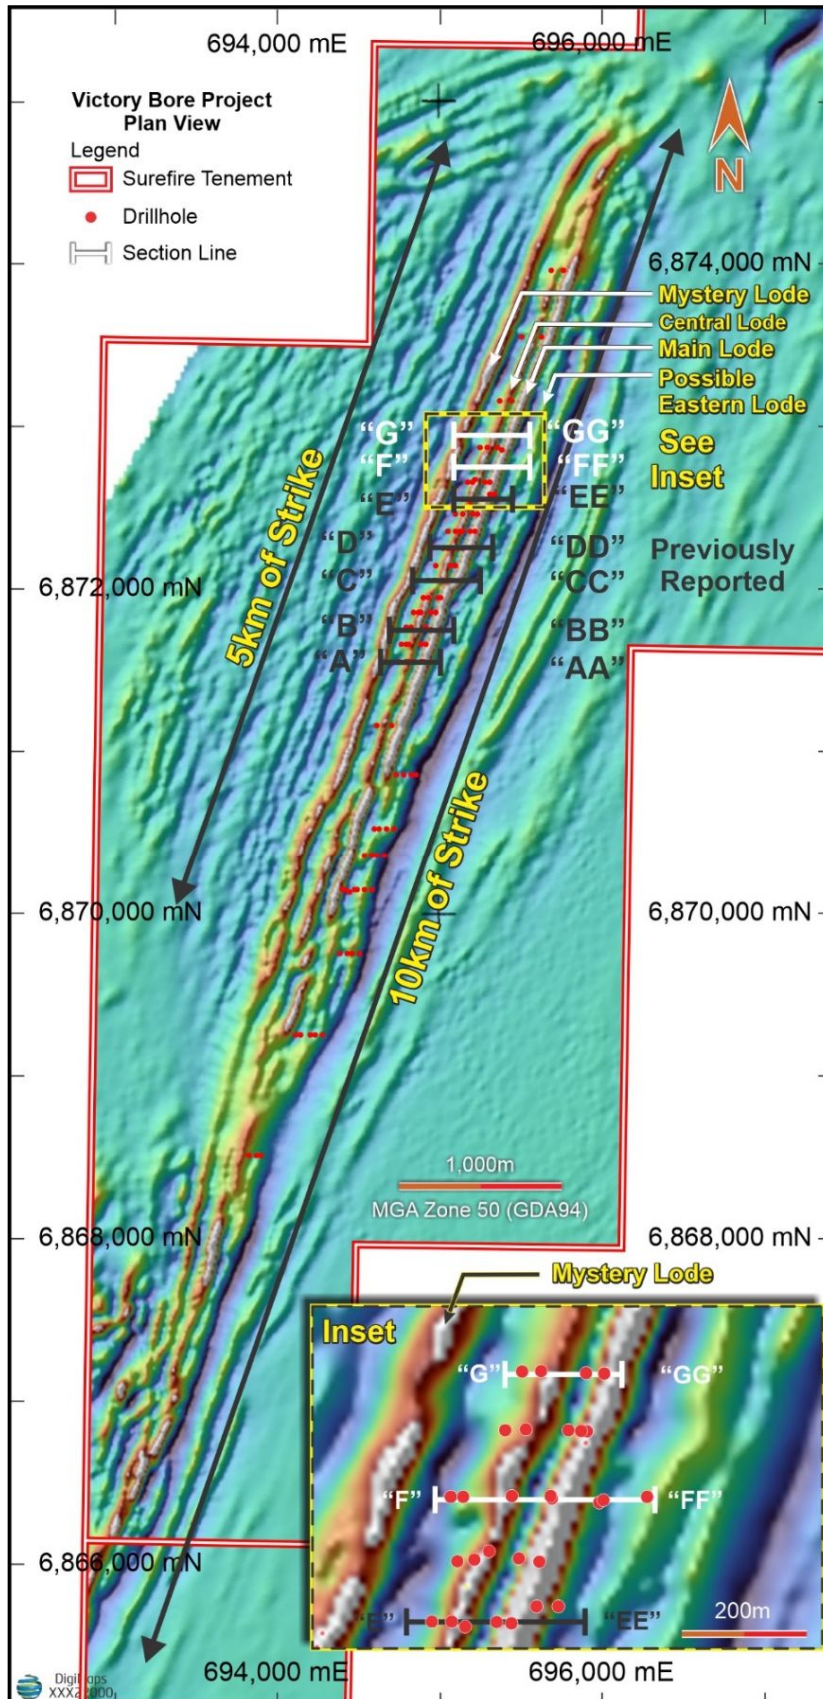 694,000 mE
696,000 mE
Victory Bore Project
Plan View
Legend
Surefire Tenement
Drillhole
Section Line
N
6,874,000 mN
Mystery Lode
Central Lode
Main Lode
Possible
Eastern Lode
"G"
"GG"
See
Inset
"F"
"FF"
"E"
"EE"
"D"
"DD"
Previously
Reported
"C"
"CC"
6,872,000 mN
5km of Strike
"B"
"BB"
"A"
"AA"
10km of Strike
6,870,000 mN
6,870,000 mN
1,000m
MGA Zone 50 (GDA94)
6,868,000 mN
6,868,000 mN
Mystery Lode
Inset
"G"
"GG"
"F"
"FF"
6,866,000 mN
"E"
"EE"
200m
694,000 mE
696,000 mE